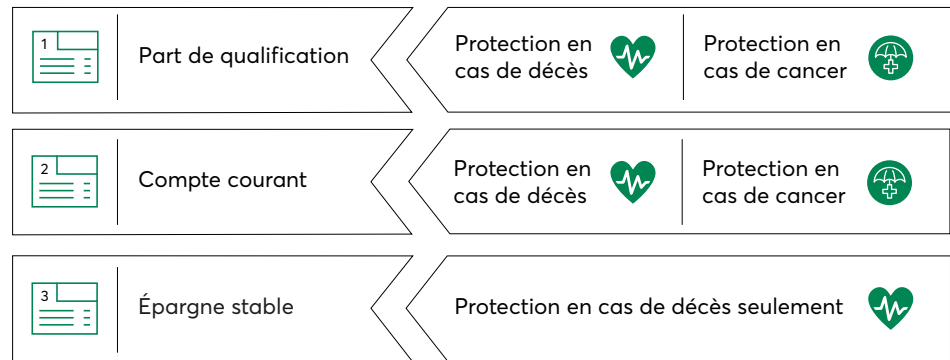 1
Part de qualification
Protection en
cas de décès
Protection en
cas de cancer
2
Compte courant
Protection en
cas de décès
Protection en
cas de cancer
3
Épargne stable
Protection en cas de décès seulement